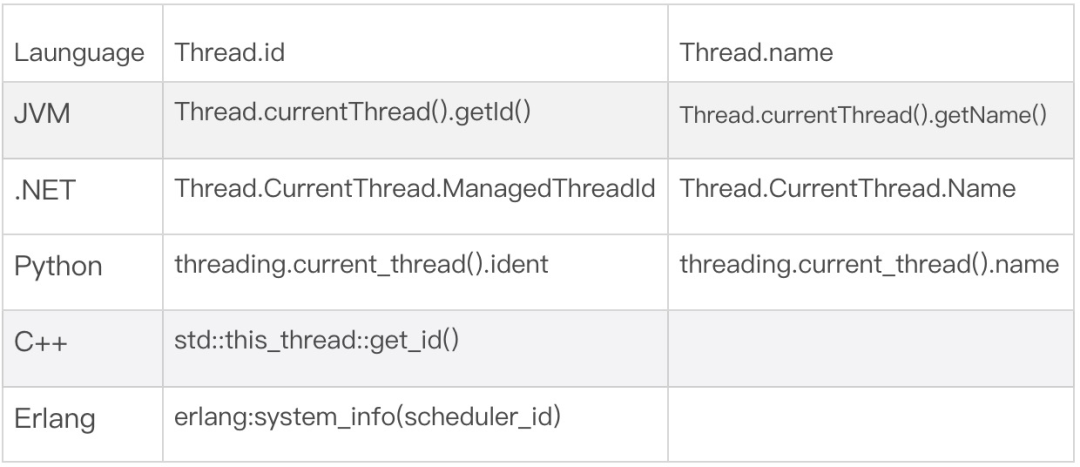 Launguage Thread.id Thread.name
JVM Thread.currentThread().getId() Thread.currentThread().getName()
.NET Thread.CurrentThread.ManagedThreadId Thread.CurrentThread.Name
Python threading.current_thread().ident threading.current_thread().name
C++ std::this_thread::get_id()
Erlang erlang:system_info(scheduler_id)